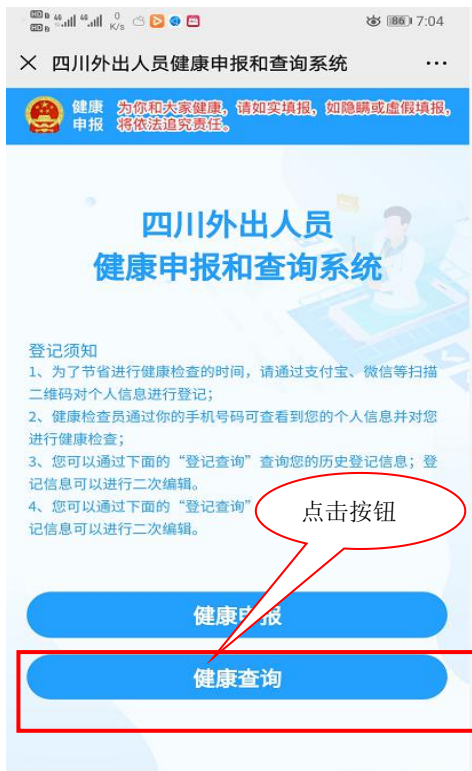 HD B 46 46 0 K/s 86 7:04
HD B
四川外出人员健康申报和查询系统 ...
健康 为你和大家健康，请如实填报，如隐瞒或虚假填报，
申报 将依法追究责任。
四川外出人员
健康申报和查询系统
登记须知
1、为了节省进行健康检查的时间，请通过支付宝、微信等扫描
二维码对个人信息进行登记；
2、健康检查员通过你的手机号码可查看到您的个人信息并对您
进行健康检查；
3、您可以通过下面的“登记查询”查询您的历史登记信息；登
记信息可以进行二次编辑。
4、您可以通过下面的“登记查询”
记信息可以进行二次编辑。
点击按钮
健康申报
健康查询